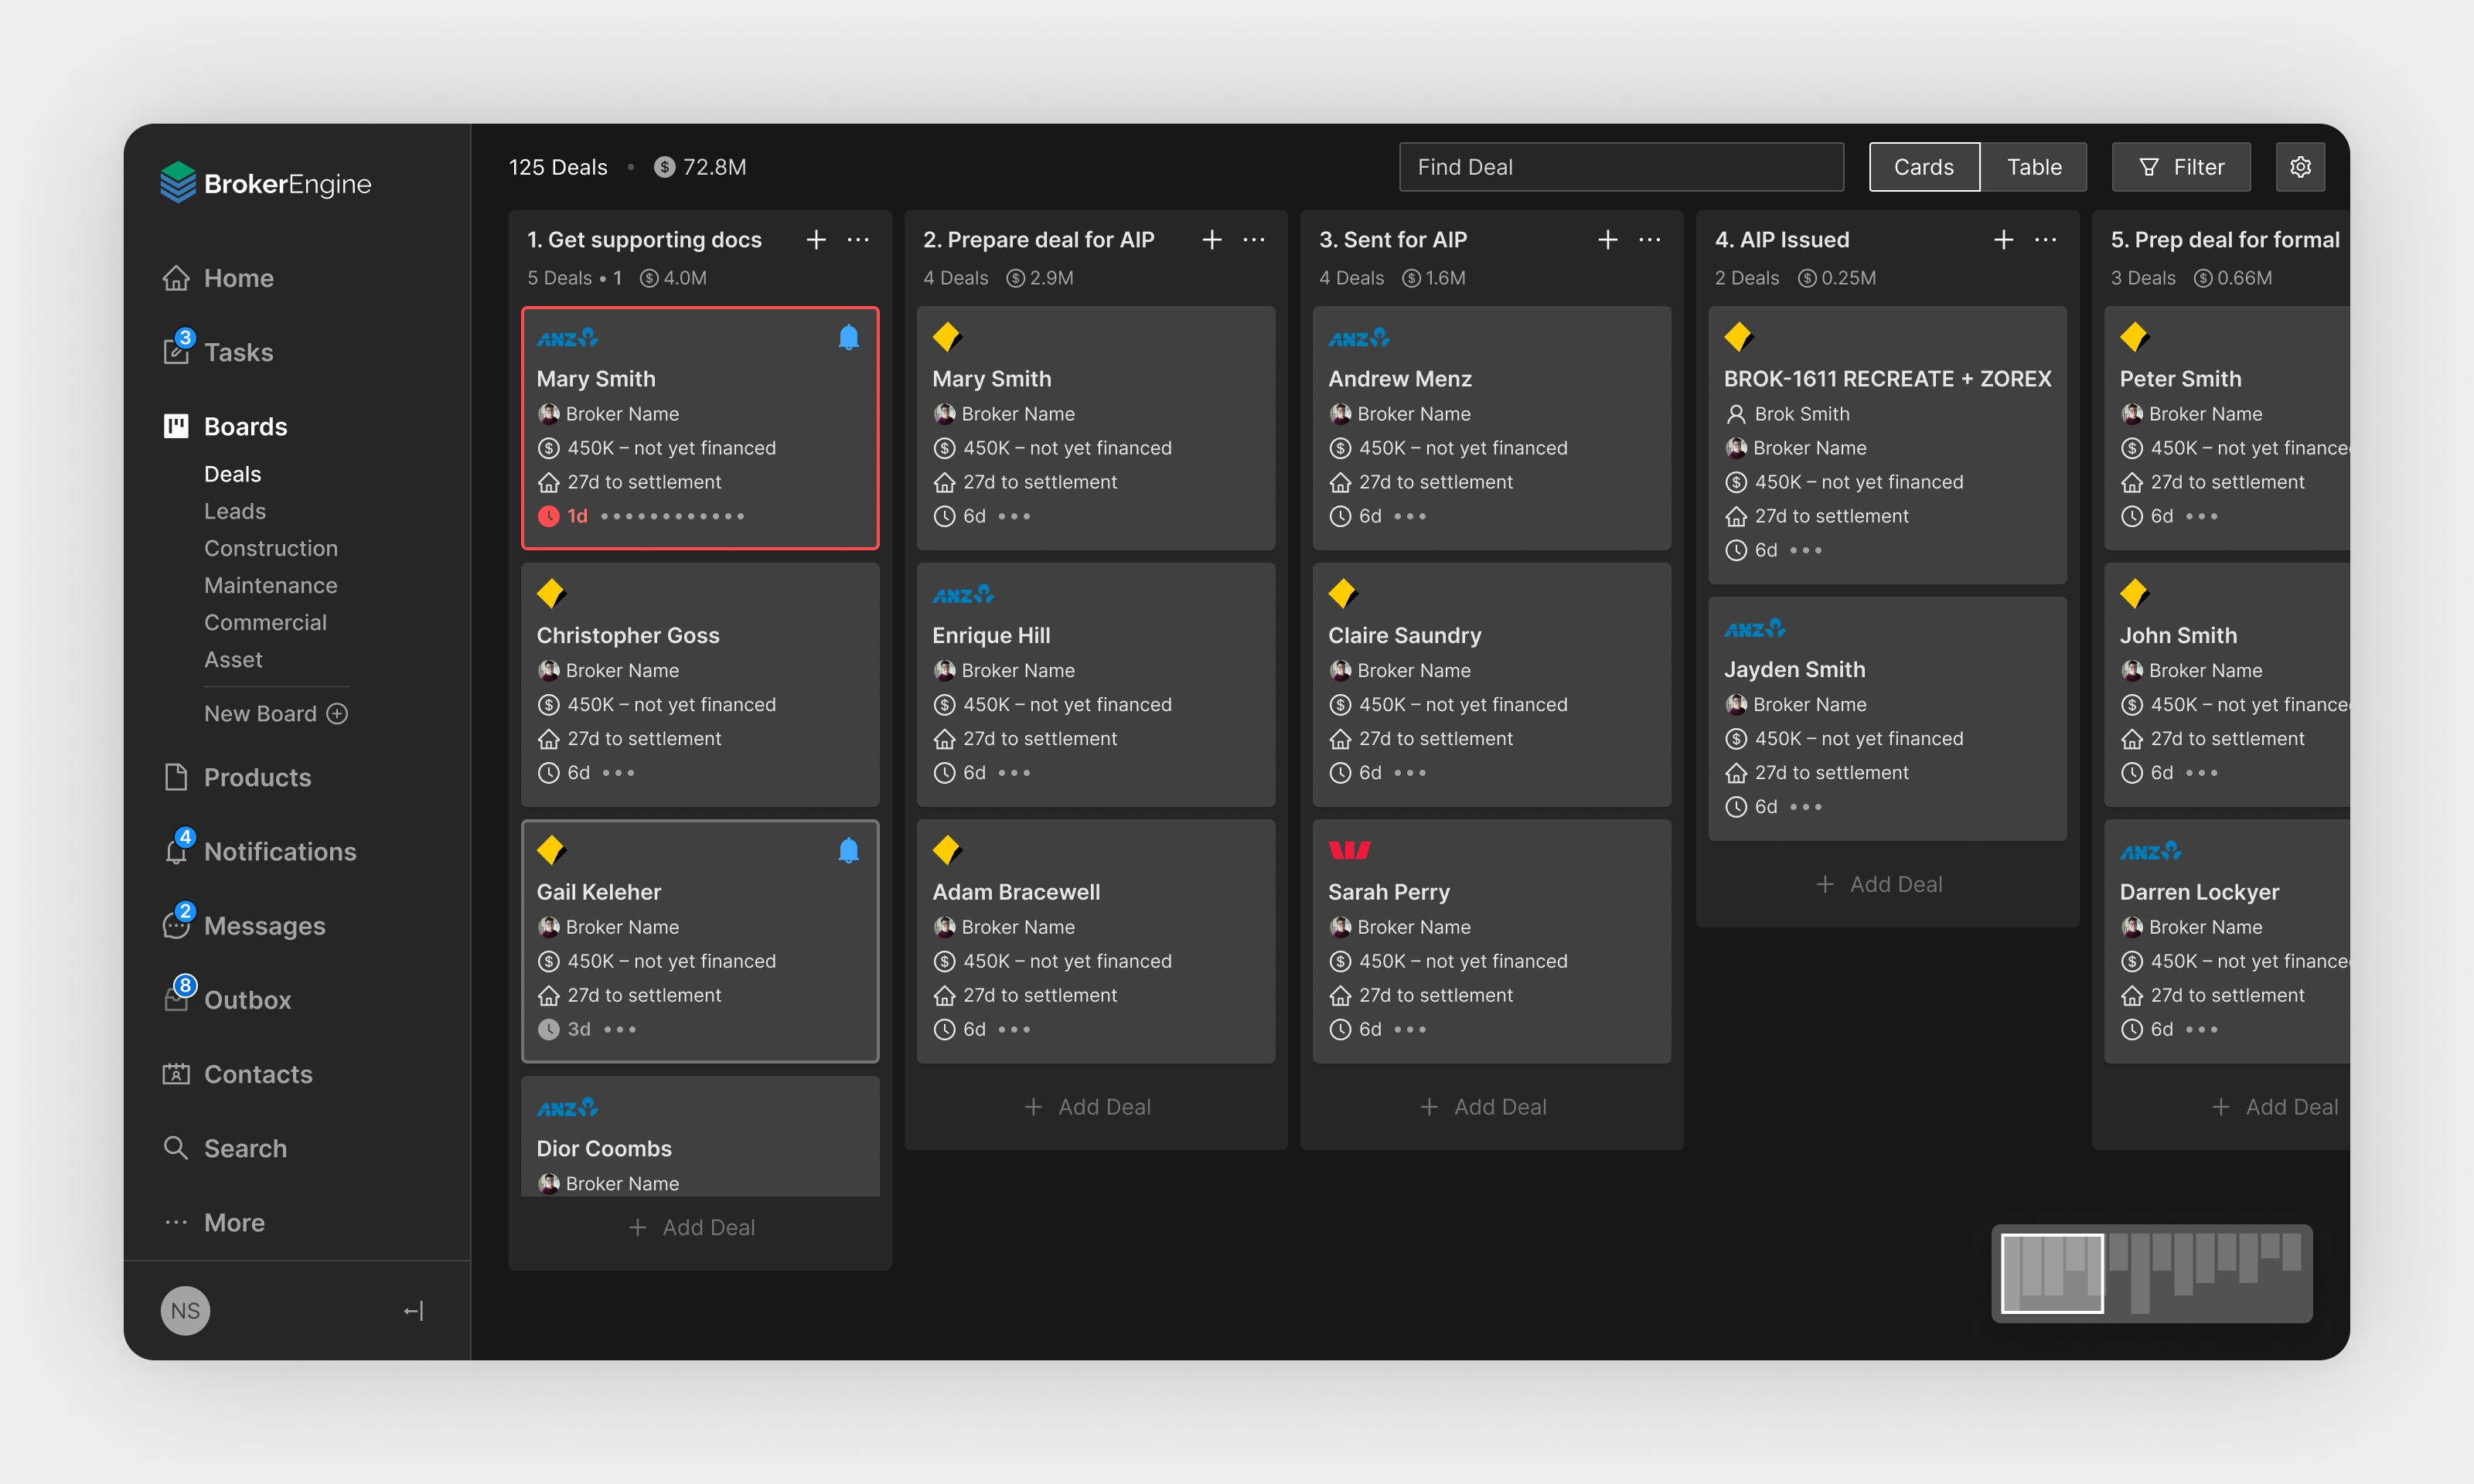 BrokerEngine
Home
3
Tasks
Boards
Deals
Leads
Construction
Maintenance
Commercial
Asset
New Board
Products
4
Notifications
2
Messages
8
Outbox
Contacts
Search
More
NS
125 Deals • $ 72.8M
Find Deal
Cards
Table
Filter
1. Get supporting docs
5 Deals • 1 $ 4.0M
ANZ
Mary Smith
Broker Name
$ 450K – not yet financed
27d to settlement
1d
Christopher Goss
Broker Name
$ 450K – not yet financed
27d to settlement
6d
Gail Keleher
Broker Name
$ 450K – not yet financed
27d to settlement
3d
ANZ
Dior Coombs
Broker Name
+ Add Deal
2. Prepare deal for AIP
4 Deals $ 2.9M
Mary Smith
Broker Name
$ 450K – not yet financed
27d to settlement
6d
ANZ
Enrique Hill
Broker Name
$ 450K – not yet financed
27d to settlement
6d
Adam Bracewell
Broker Name
$ 450K – not yet financed
27d to settlement
6d
+ Add Deal
3. Sent for AIP
4 Deals $ 1.6M
ANZ
Andrew Menz
Broker Name
$ 450K – not yet financed
27d to settlement
6d
Claire Saundry
Broker Name
$ 450K – not yet financed
27d to settlement
6d
Sarah Perry
Broker Name
$ 450K – not yet financed
27d to settlement
6d
+ Add Deal
4. AIP Issued
2 Deals $ 0.25M
BROK-1611 RECREATE + ZOREX
Brok Smith
Broker Name
$ 450K – not yet financed
27d to settlement
6d
ANZ
Jayden Smith
Broker Name
$ 450K – not yet financed
27d to settlement
6d
+ Add Deal
5. Prep deal for formal
3 Deals $ 0.66M
Peter Smith
Broker Name
$ 450K – not yet finance
27d to settlement
6d
John Smith
Broker Name
$ 450K – not yet finance
27d to settlement
6d
ANZ
Darren Lockyer
Broker Name
$ 450K – not yet finance
27d to settlement
6d
+ Add Deal